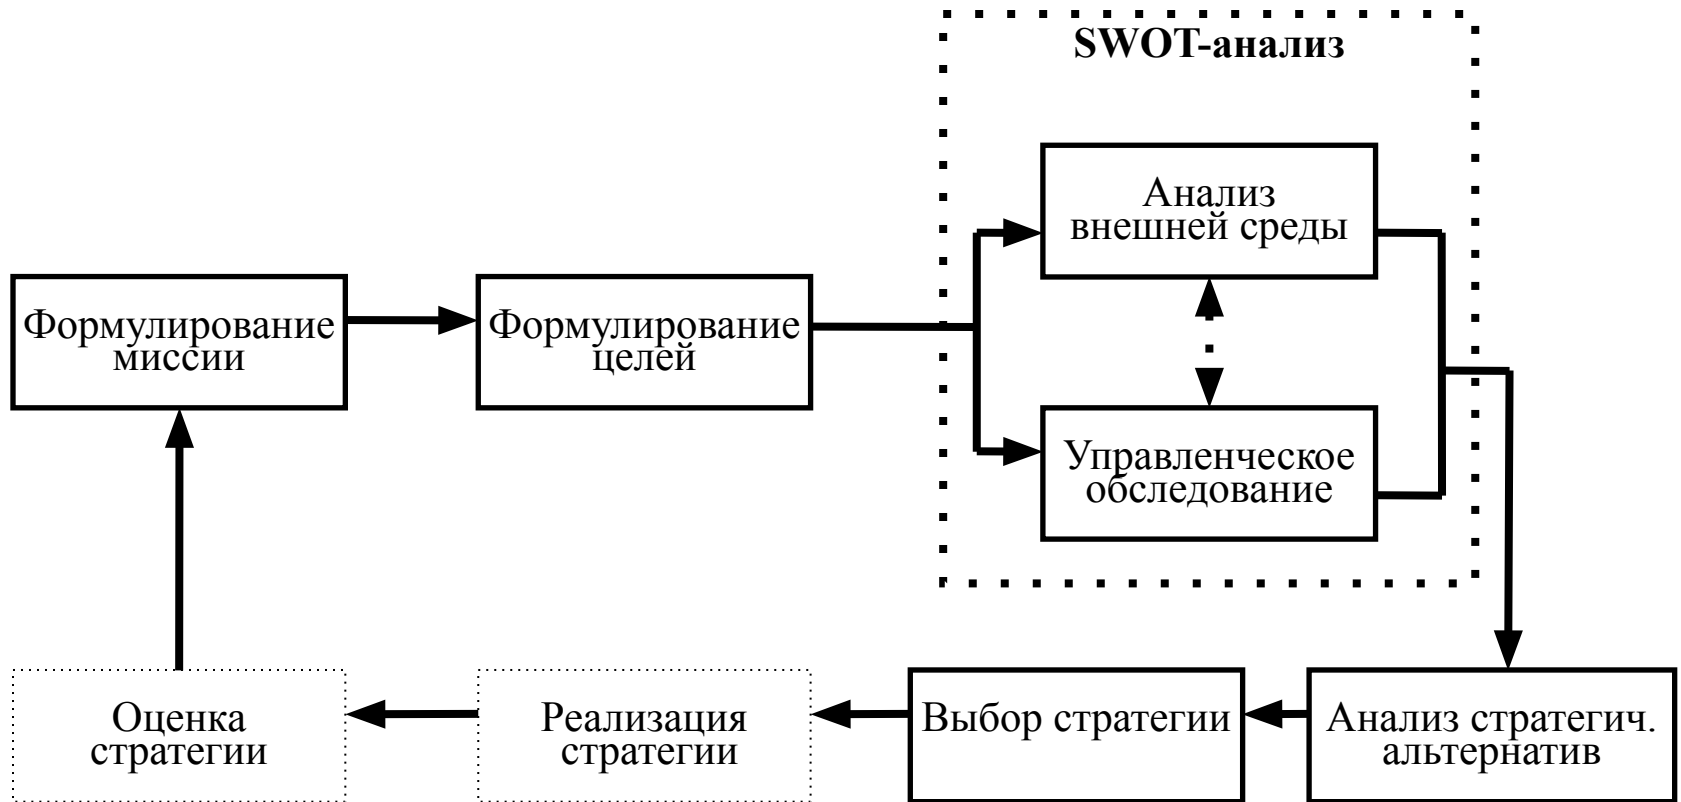 SWOT-анализ
Анализ
внешней среды
Формулирование
миссии
Формулирование
целей
Управленческое
обследование
Оценка
стратегии
Реализация
стратегии
Выбор стратегии
Анализ стратегич.
альтернатив